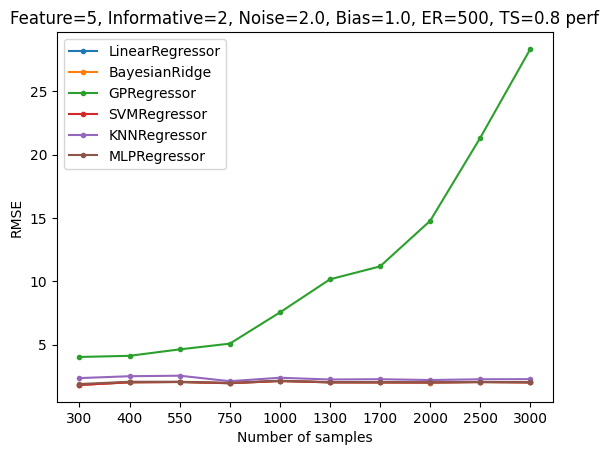 Feature=5, Informative=2, Noise=2.0, Bias=1.0, ER=500, TS=0.8 perf
LinearRegressor
BayesianRidge
GPRegressor
SVMRegressor
KNNRegressor
MLPRegressor
RMSE
25
20
15
10
5
300 400 550 750 1000 1300 1700 2000 2500 3000
Number of samples